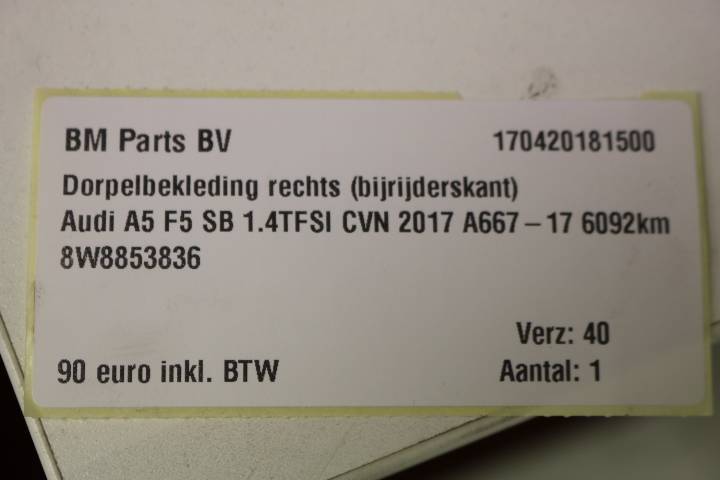 BM Parts BV 170420181500
Dorpelbekleding rechts (bijrijderskant)
Audi A5 F5 SB 1.4TFSI CVN 2017 A667 – 17 6092km
8W8853836
Verz: 40
90 euro inkl. BTW Aantal: 1